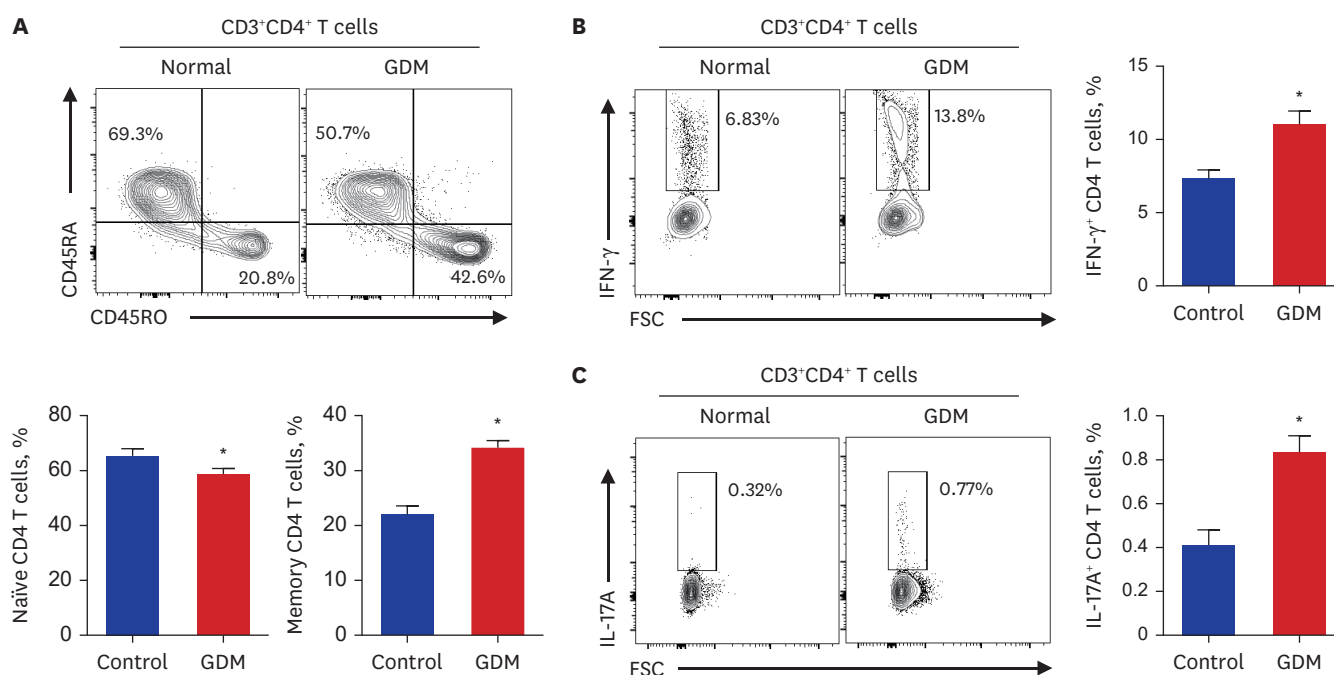 A
CD3⁺CD4⁺ T cells
Normal
GDM
69.3%
20.8%
50.7%
42.6%
CD45RA
CD45RO
Naïve CD4 T cells, %
80
60
40
20
0
*
Control
GDM
Memory CD4 T cells, %
40
30
20
10
0
*
Control
GDM
B
CD3⁺CD4⁺ T cells
Normal
GDM
6.83%
13.8%
IFN-γ
FSC
IFN-γ⁺ CD4 T cells, %
15
10
5
0
*
Control
GDM
C
CD3⁺CD4⁺ T cells
Normal
GDM
0.32%
0.77%
IL-17A
FSC
IL-17A⁺ CD4 T cells, %
1.0
0.8
0.6
0.4
0.2
0
*
Control
GDM